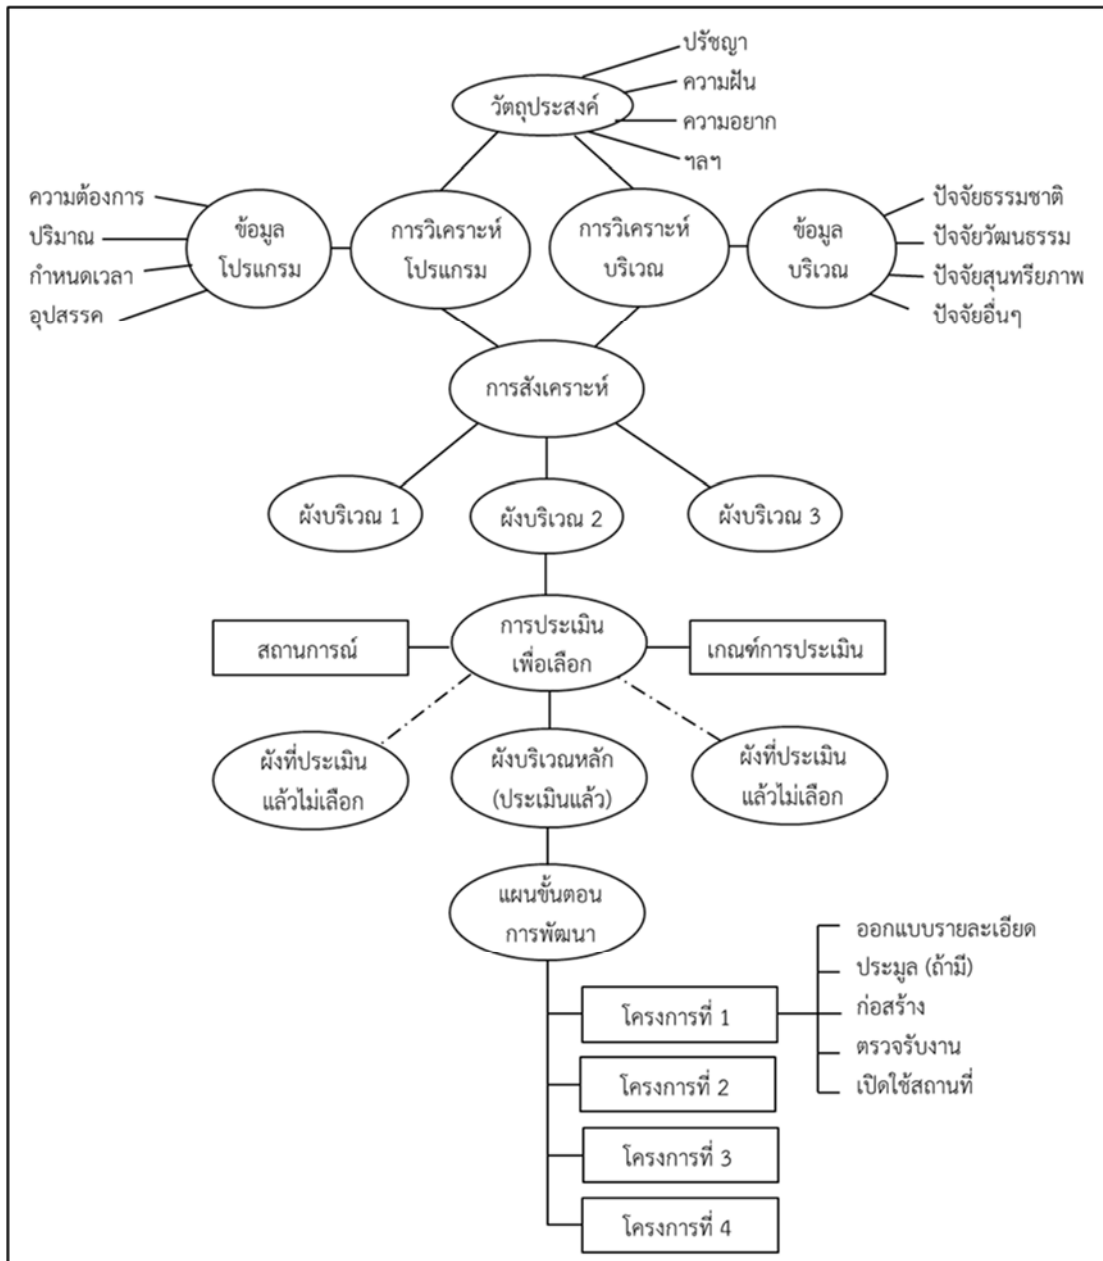 ปรัชญา
ความฝัน
วัตถุประสงค์
ความอยาก
ฯลฯ
ความต้องการ
ปริมาณ
กำหนดเวลา
อุปสรรค
ข้อมูล
โปรแกรม
การวิเคราะห์
โปรแกรม
การวิเคราะห์
บริเวณ
ข้อมูล
บริเวณ
ปัจจัยธรรมชาติ
ปัจจัยวัฒนธรรม
ปัจจัยสุนทรียภาพ
ปัจจัยอื่นๆ
การสังเคราะห์
ผังบริเวณ 1
ผังบริเวณ 2
ผังบริเวณ 3
สถานการณ์
การประเมิน
เพื่อเลือก
เกณฑ์การประเมิน
ผังที่ประเมิน
แล้วไม่เลือก
ผังบริเวณหลัก
(ประเมินแล้ว)
ผังที่ประเมิน
แล้วไม่เลือก
แผนขั้นตอน
การพัฒนา
โครงการที่ 1
ออกแบบรายละเอียด
ประมูล (ถ้ามี)
ก่อสร้าง
ตรวจรับงาน
เปิดใช้สถานที่
โครงการที่ 2
โครงการที่ 3
โครงการที่ 4